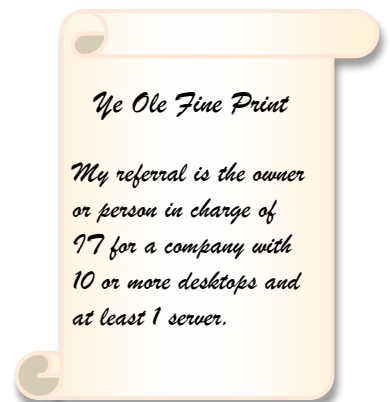 Ye Ole Fine Print
My referral is the owner
or person in charge of
IT for a company with
10 or more desktops and
at least 1 server.